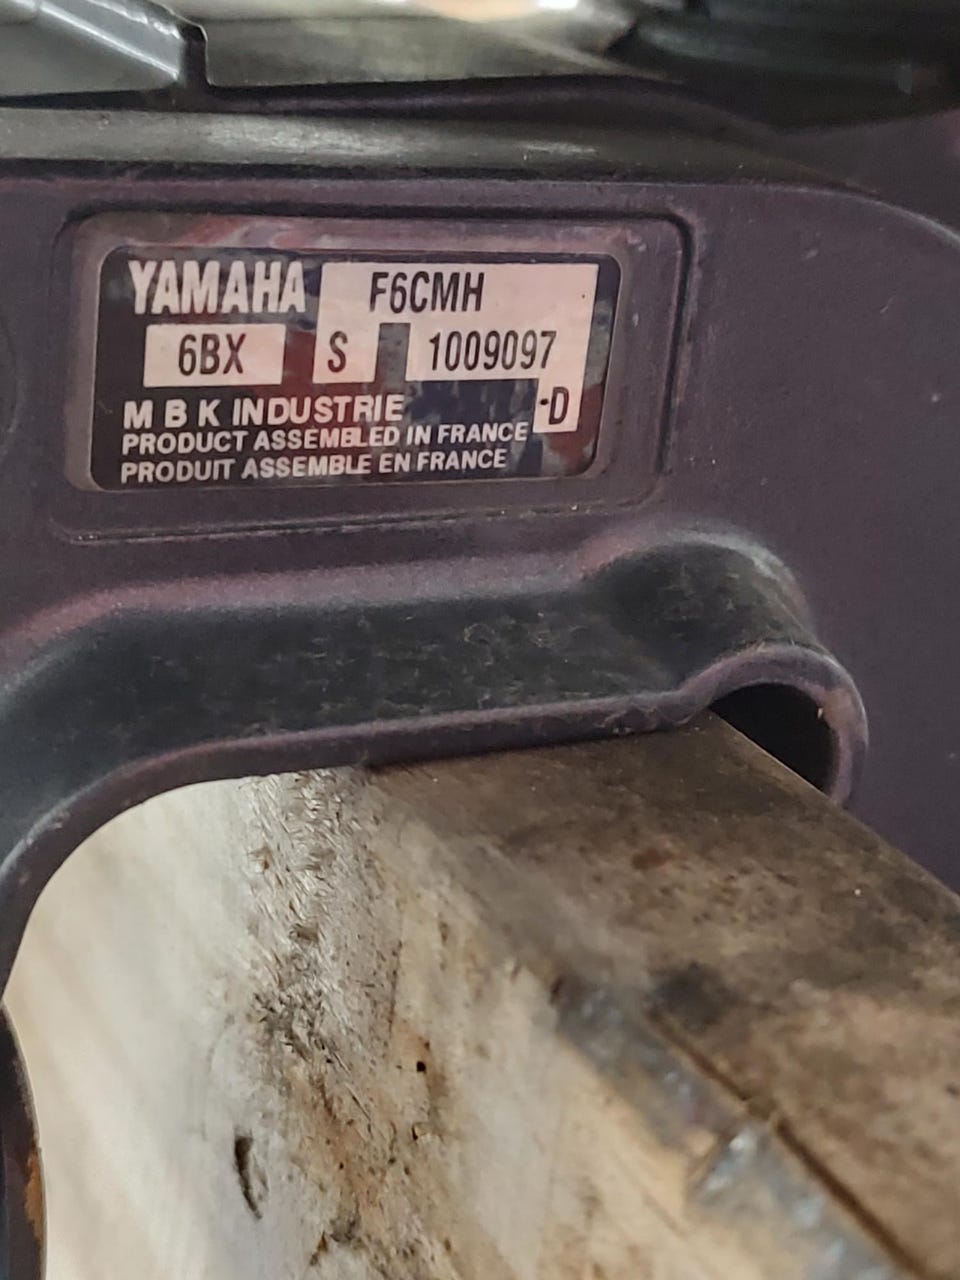 YAMAHA F6CMH
6BX S 1009097
-D
M B K INDUSTRIE
PRODUCT ASSEMBLED IN FRANCE
PRODUIT ASSEMBLE EN FRANCE